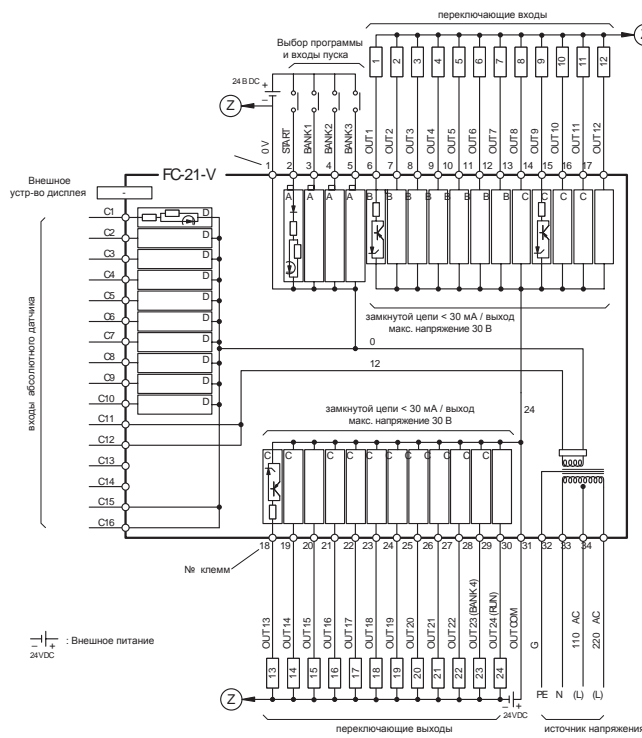 переключающие входы
Выбор программы
и входы пуска
Z
24 В DC
+
−
Z
1 2 3 4 5 6 7 8 9 10 11 12
0 V
START
BANK1
BANK2
BANK3
OUT1
OUT2
OUT3
OUT4
OUT5
OUT6
OUT7
OUT8
OUT9
OUT10
OUT11
OUT12
1 2 3 4 5 6 7 8 9 10 11 12 13 14 15 16 17
FC-21-V
Внешное
устр-во дисплея
-
A A A A B B B B B B B C C C C
C1
C2
C3
C4
C5
C6
C7
C8
C9
C10
C11
C12
C13
C14
C15
C16
D
D
D
D
D
D
D
D
D
D
входы абсолютного датчика
замкнутой цепи < 30 мА / выход
макс. напряжение 30 В
0
12
24
замкнутой цепи < 30 мА / выход
макс. напряжение 30 В
C C C C C C C C C C C
18 19 20 21 22 23 24 25 26 27 28 29 30 31 32 33 34
№ клемм
OUT13
OUT14
OUT15
OUT16
OUT17
OUT18
OUT19
OUT20
OUT21
OUT22
OUT23 (BANK 4)
OUT24 (RUN)
OUTCOM
G
110 AC
220 AC
13 14 15 16 17 18 19 20 21 22 23 24
PE N (L) (L)
− +
24VDC
: Внешное питание
Z
− +
24VDC
переключающие выходы
источник напряжения